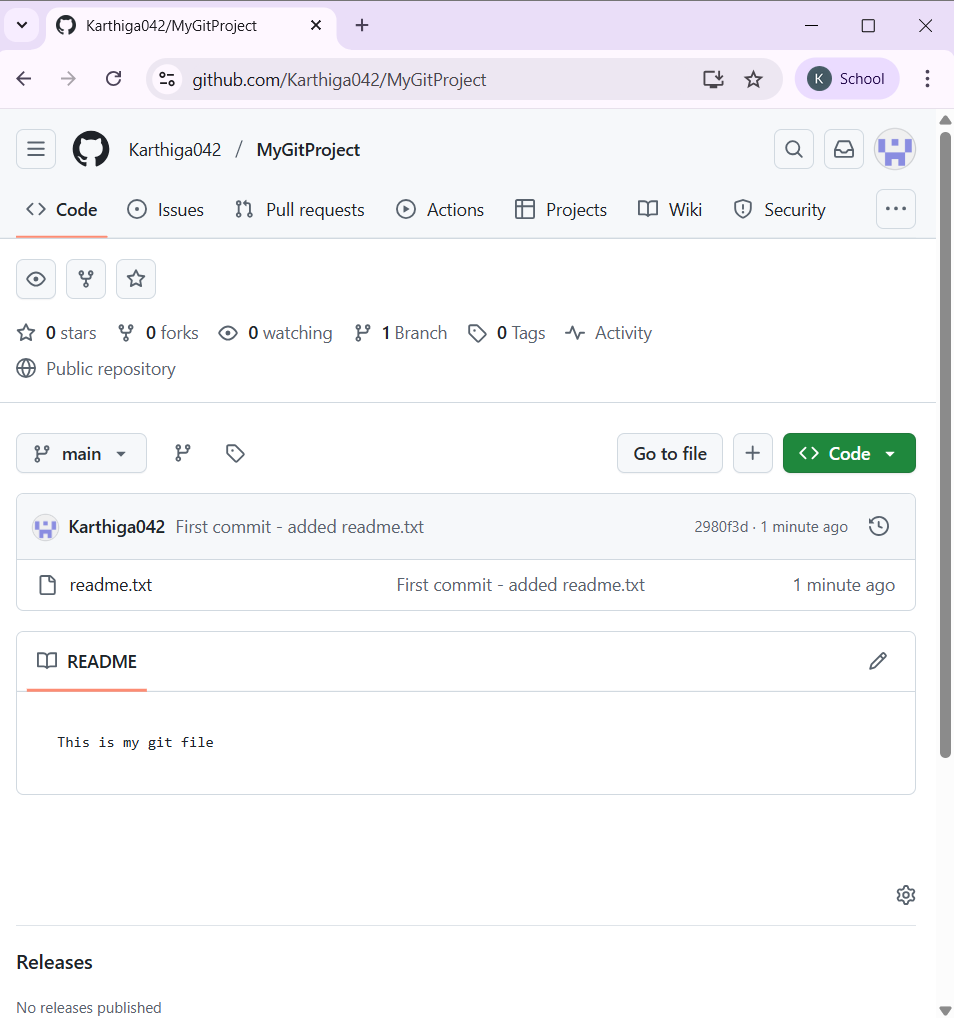 Karthiga042/MyGitProject
github.com/Karthiga042/MyGitProject
K School
Karthiga042 / MyGitProject
Code Issues Pull requests Actions Projects Wiki Security
0 stars 0 forks 0 watching 1 Branch 0 Tags Activity
Public repository
main Go to file Code
Karthiga042 First commit - added readme.txt 2980f3d · 1 minute ago
readme.txt First commit - added readme.txt 1 minute ago
README
This is my git file
Releases
No releases published